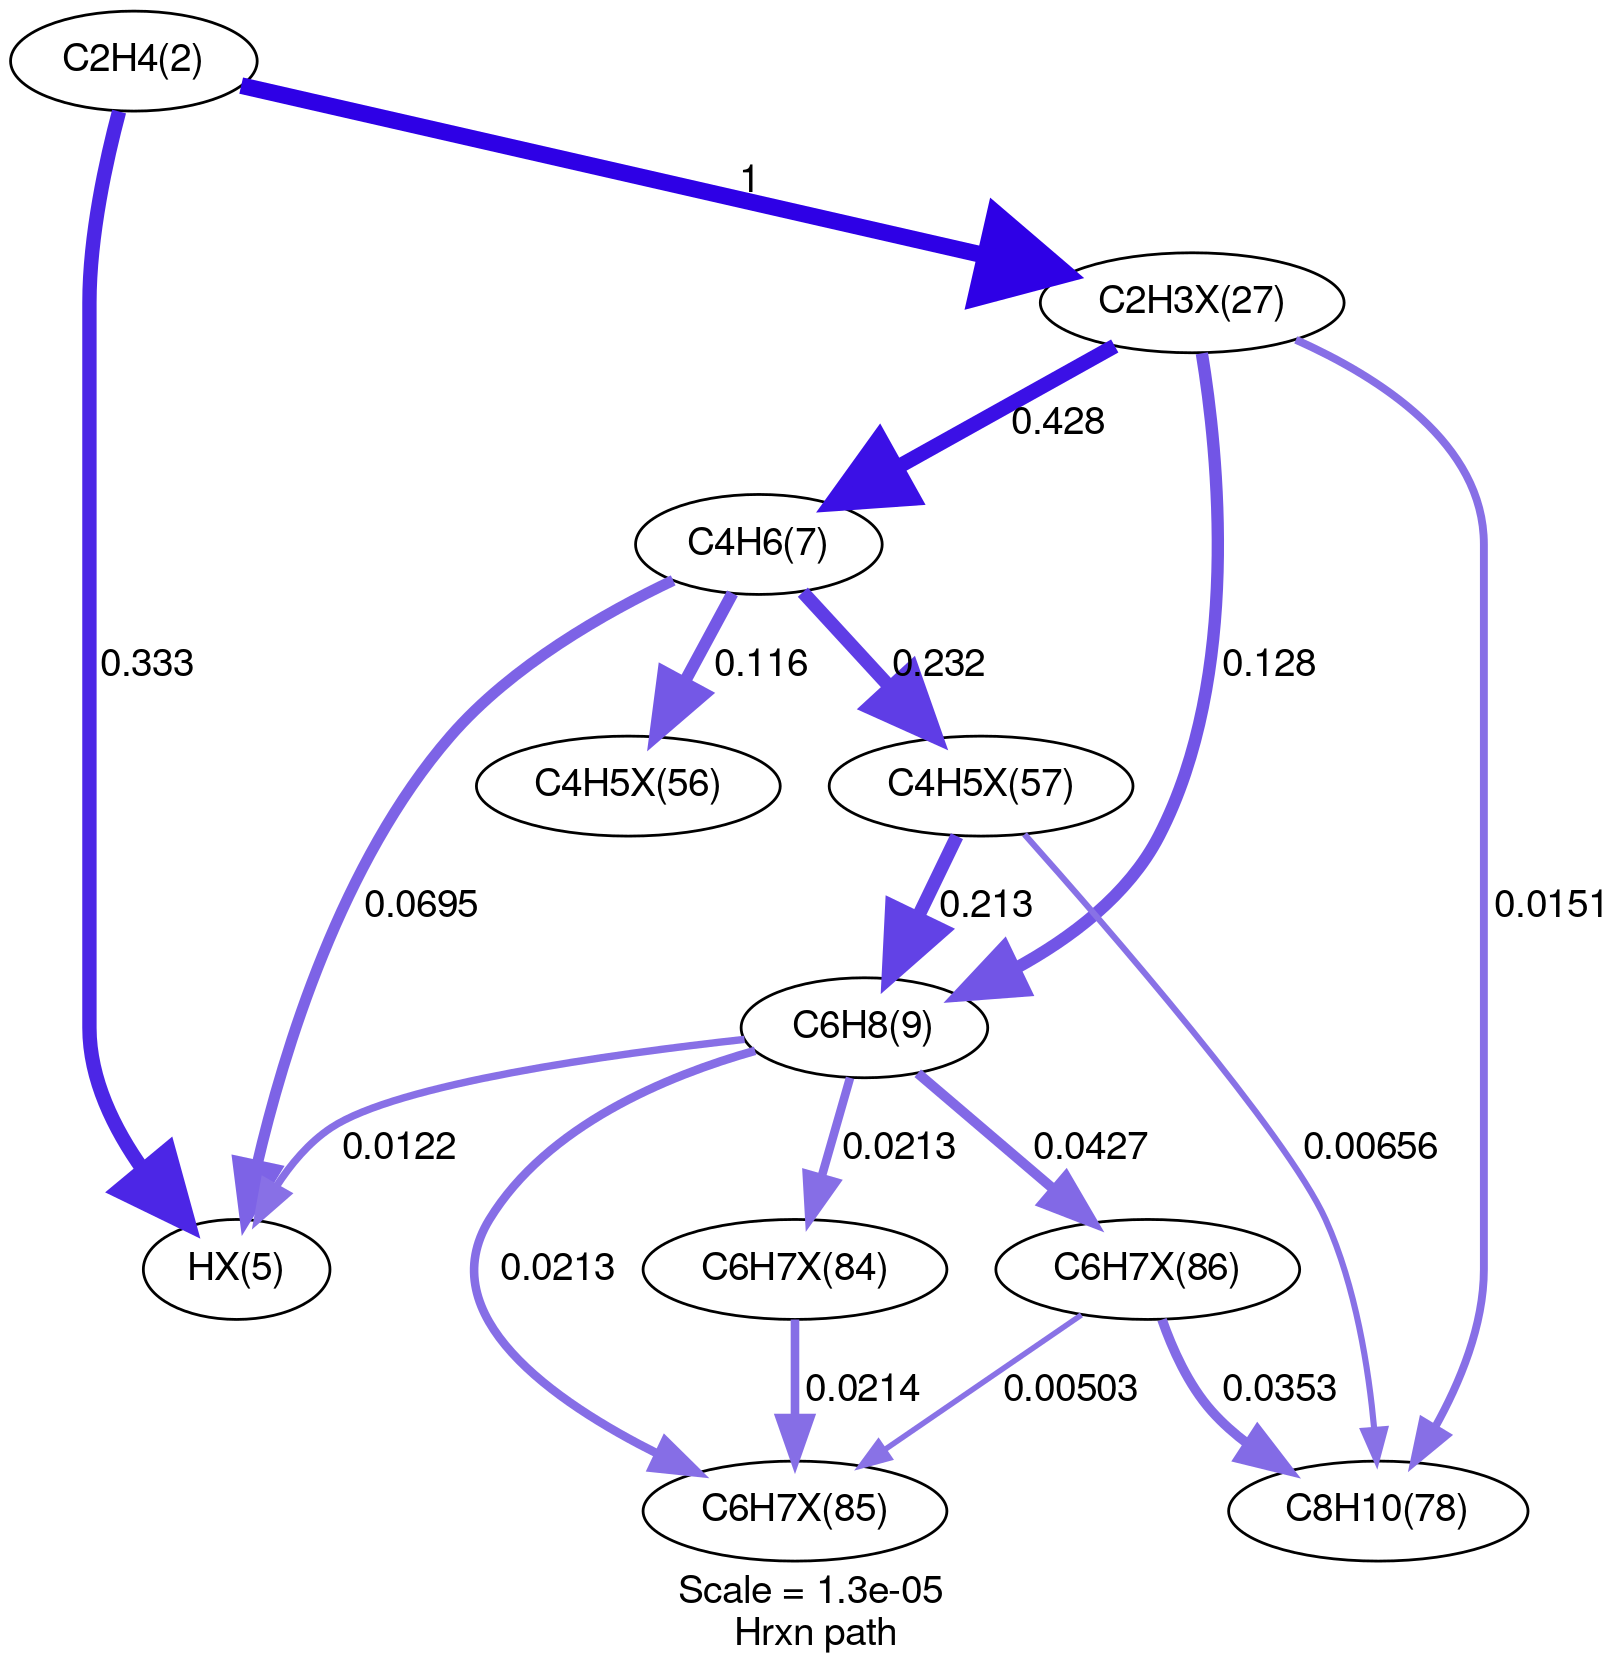 C2H4(2)
1
C2H3X(27)
0.428
C4H6(7)
0.333
0.116
0.232
0.128
C4H5X(56)
C4H5X(57)
0.0695
0.213
0.0151
C6H8(9)
0.0122
0.0213
0.0427
0.00656
HX(5)
0.0213
C6H7X(84)
C6H7X(86)
0.0214
0.00503
0.0353
C6H7X(85)
C8H10(78)
Scale = 1.3e-05
Hrxn path